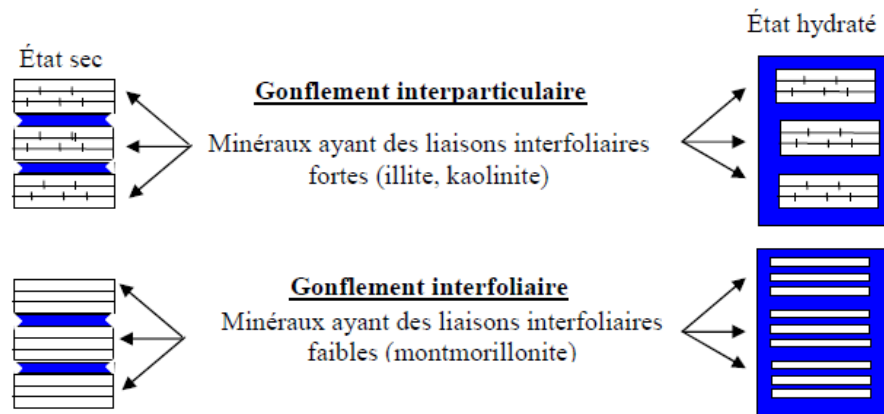 État hydraté
État sec
Gonflement interparticulaire
Minéraux ayant des liaisons interfoliaires
fortes (illite, kaolinite)
Gonflement interfoliaire
Minéraux ayant des liaisons interfoliaires
faibles (montmorillonite)